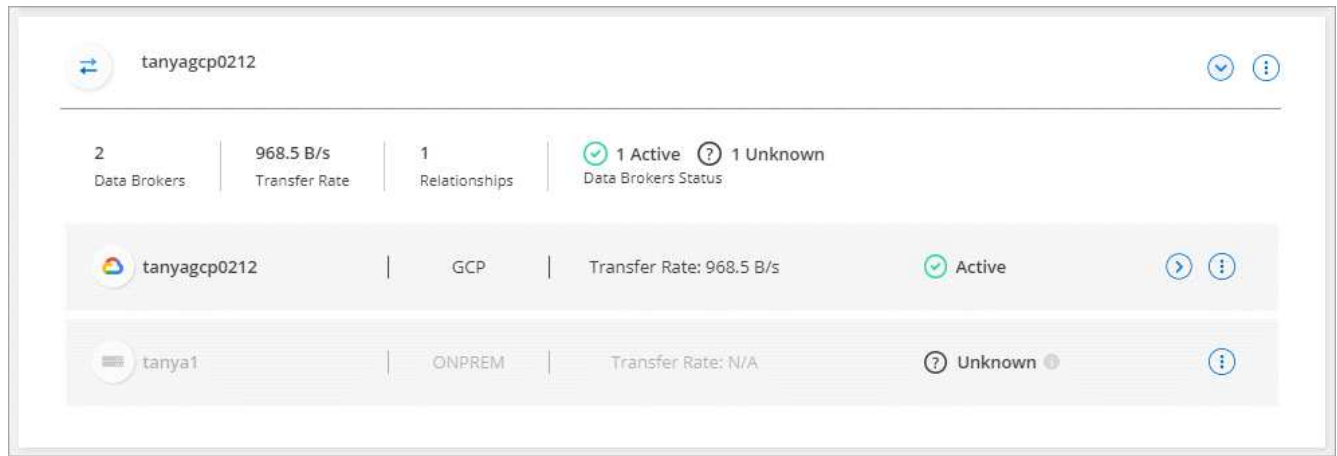 tanyagcp0212
2
Data Brokers
968.5 B/s
Transfer Rate
1
Relationships
1 Active 1 Unknown
Data Brokers Status
tanyagcp0212 GCP Transfer Rate: 968.5 B/s Active
tanya1 ONPREM Transfer Rate: N/A Unknown